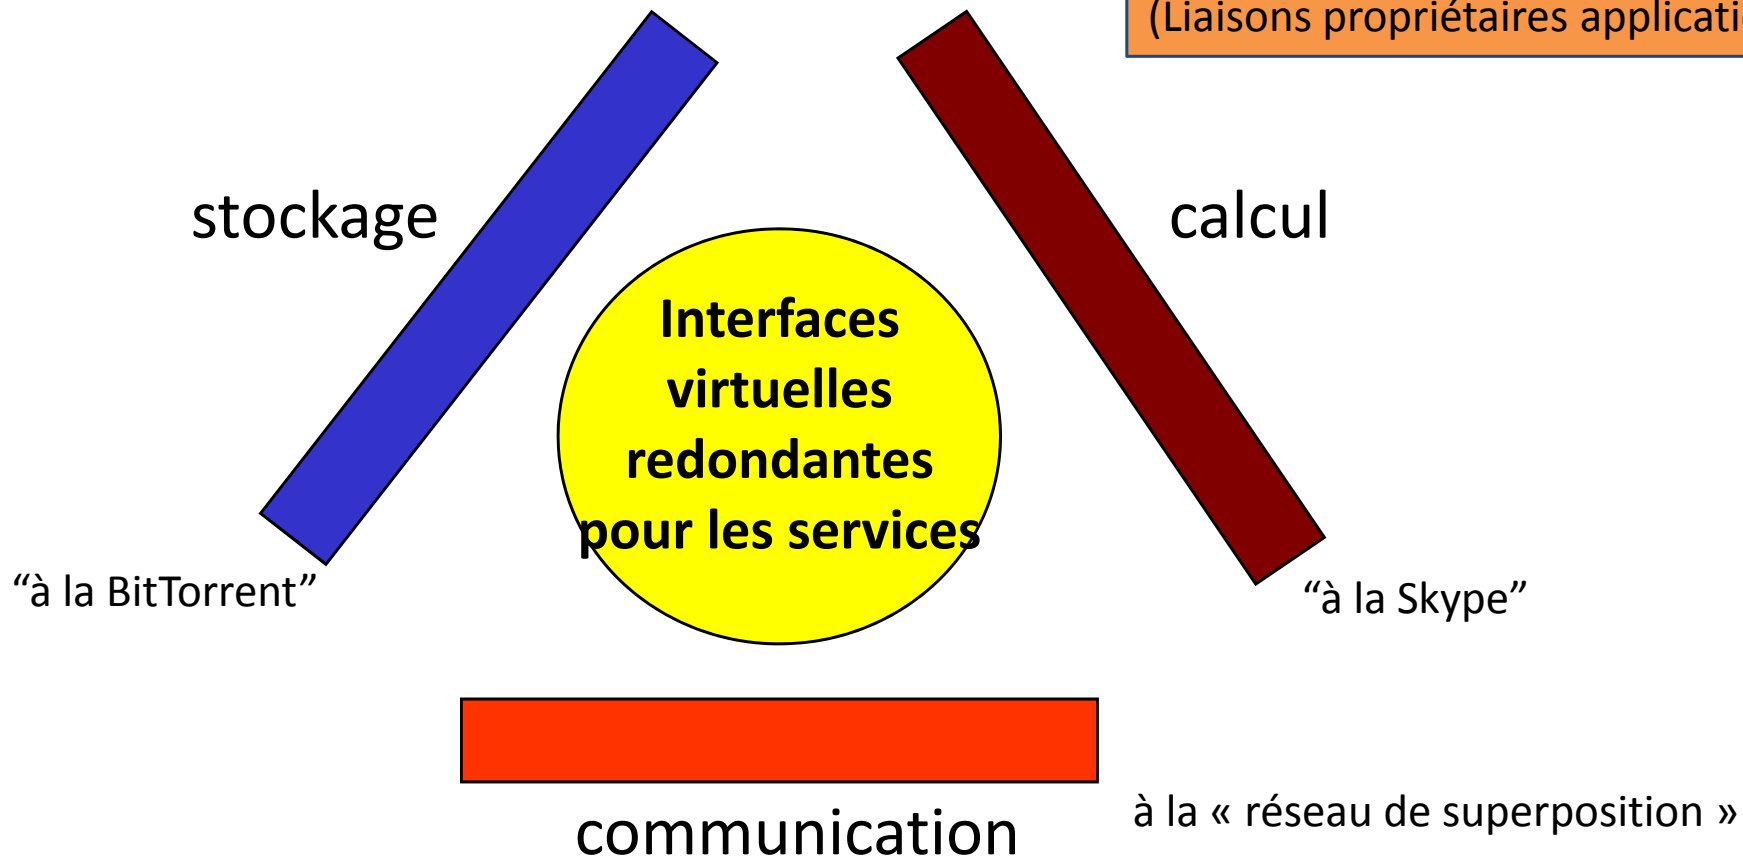 (Liaisons propriétaires
stockage
calcul
Interfaces
virtuelles
redondantes
pour les services
“à la BitTorrent”
“à la Skype”
communication
à la « réseau de superposition »